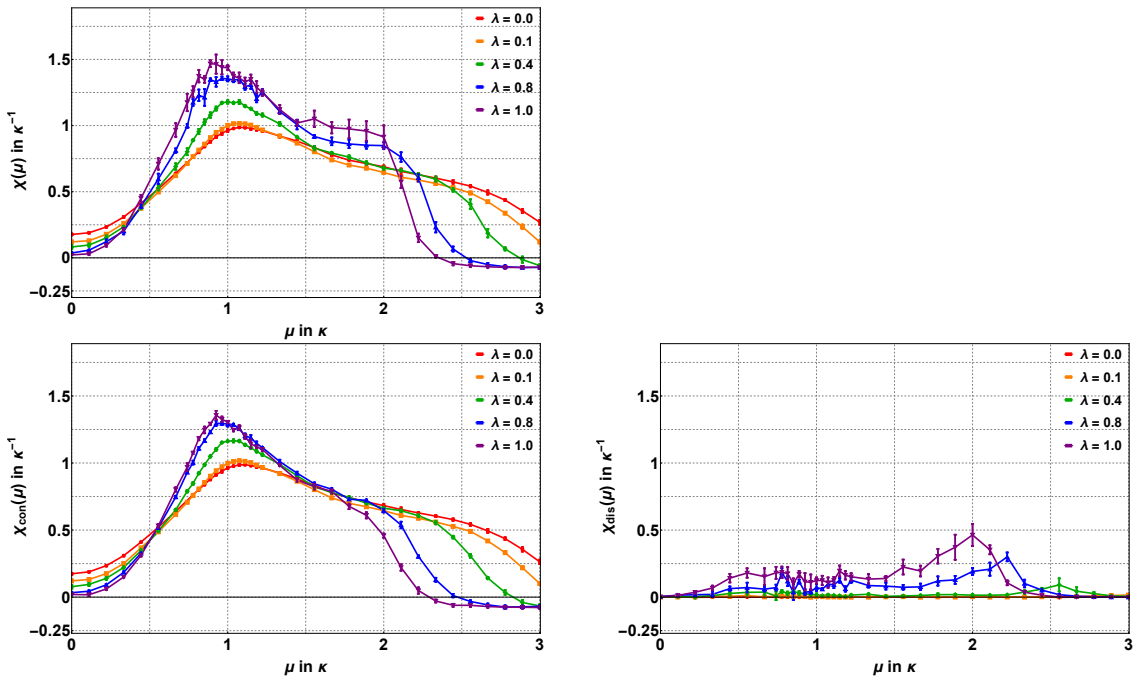 λ = 0.0
λ = 0.1
λ = 0.4
λ = 0.8
λ = 1.0
1.5
1
0.5
0
−0.25
χ(μ) in κ⁻¹
0 1 2 3
μ in κ
λ = 0.0
λ = 0.1
λ = 0.4
λ = 0.8
λ = 1.0
1.5
1
0.5
0
−0.25
χcon(μ) in κ⁻¹
0 1 2 3
μ in κ
λ = 0.0
λ = 0.1
λ = 0.4
λ = 0.8
λ = 1.0
1.5
1
0.5
0
−0.25
χdis(μ) in κ⁻¹
0 1 2 3
μ in κ